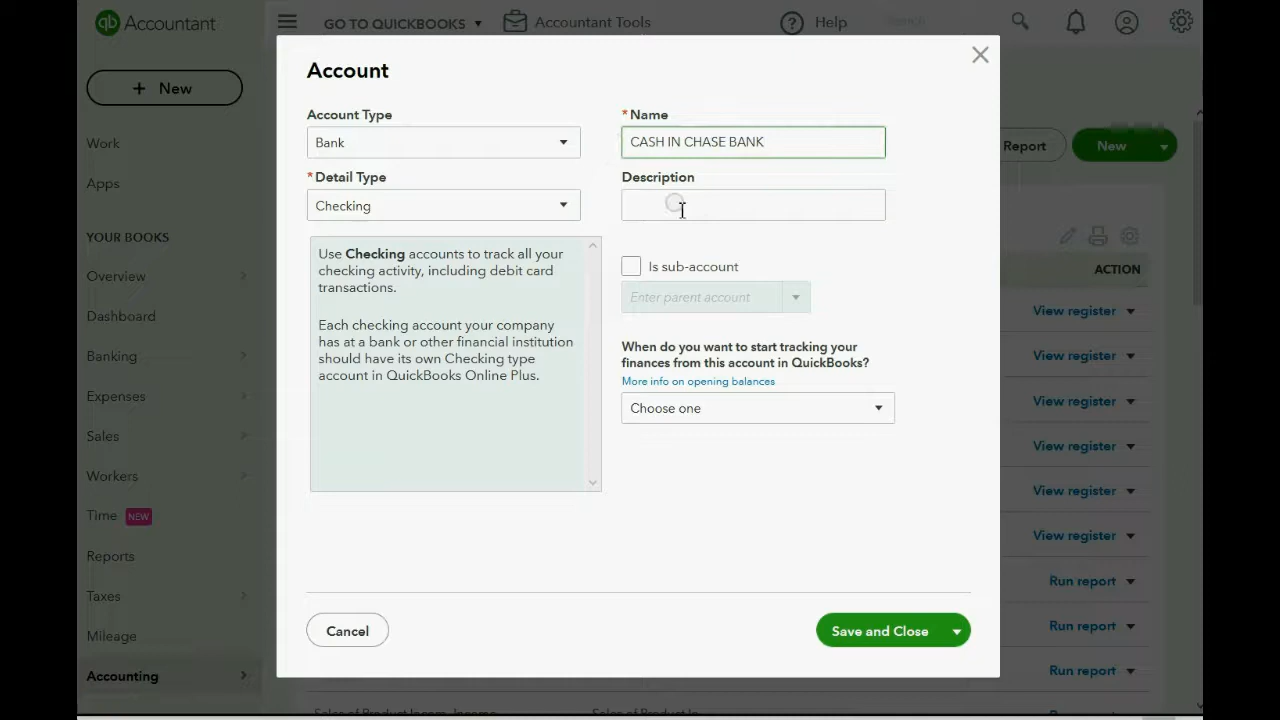 qb Accountant
GO TO QUICKBOOKS
Accountant Tools
Help
Search
+ New
Work
Apps
YOUR BOOKS
Overview
Dashboard
Banking
Expenses
Sales
Workers
Time NEW
Reports
Taxes
Mileage
Accounting
Account
Account Type
Bank
* Detail Type
Checking
Use Checking accounts to track all your
checking activity, including debit card
transactions.
Each checking account your company
has at a bank or other financial institution
should have its own Checking type
account in QuickBooks Online Plus.
* Name
CASH IN CHASE BANK
Description
Is sub-account
Enter parent account
When do you want to start tracking your
finances from this account in QuickBooks?
More info on opening balances
Choose one
Cancel
Save and Close
Report
New
ACTION
View register
View register
View register
View register
View register
View register
Run report
Run report
Run report